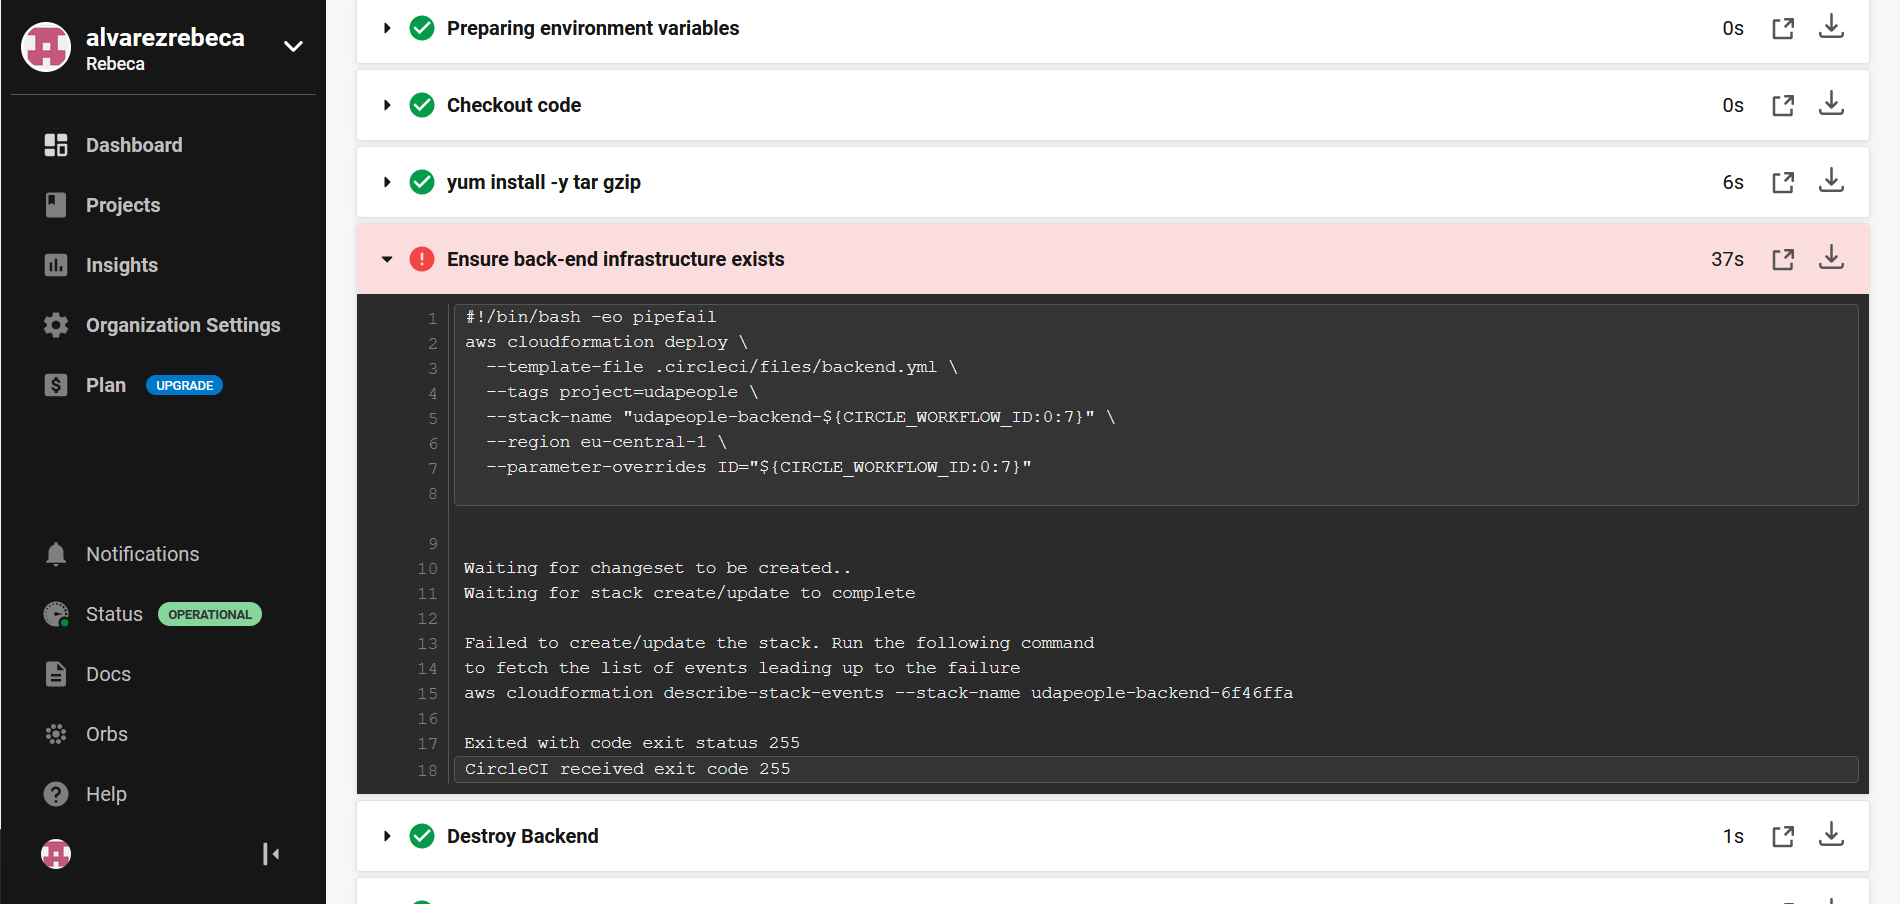 alvarezrebeca
Rebeca
Dashboard
Projects
Insights
Organization Settings
Plan UPGRADE
Notifications
Status OPERATIONAL
Docs
Orbs
Help
Preparing environment variables 0s
Checkout code 0s
yum install -y tar gzip 6s
Ensure back-end infrastructure exists 37s
1 #!/bin/bash -eo pipefail
2 aws cloudformation deploy \
3 --template-file .circleci/files/backend.yml \
4 --tags project=udapeople \
5 --stack-name "udapeople-backend-${CIRCLE_WORKFLOW_ID:0:7}" \
6 --region eu-central-1 \
7 --parameter-overrides ID="${CIRCLE_WORKFLOW_ID:0:7}"
8
9
10 Waiting for changeset to be created..
11 Waiting for stack create/update to complete
12
13 Failed to create/update the stack. Run the following command
14 to fetch the list of events leading up to the failure
15 aws cloudformation describe-stack-events --stack-name udapeople-backend-6f46ffa
16
17 Exited with code exit status 255
18 CircleCI received exit code 255
Destroy Backend 1s